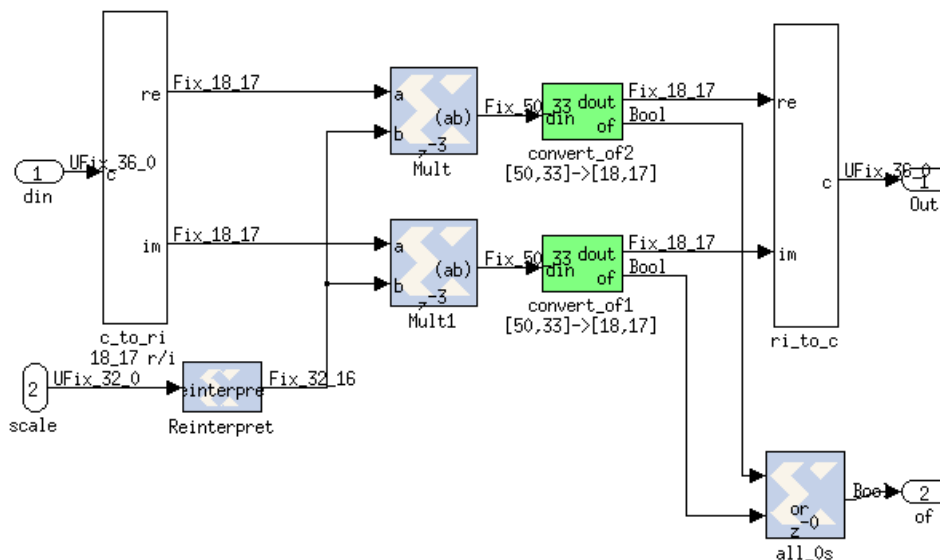 re
Fix_18_17
a
b
(ab)
z-3
Mult
Fix_50_33
din
dout
of
convert_of2
[50,33]->[18,17]
Fix_18_17
Bool
re
1
din
UFix_36_0
c
im
Fix_18_17
a
b
(ab)
z-3
Mult1
Fix_50_33
din
dout
of
convert_of1
[50,33]->[18,17]
Fix_18_17
Bool
im
c
UFix_36_0
1
Out
c_to_ri
18_17 r/i
ri_to_c
2
scale
UFix_32_0
einterpre
Reinterpret
Fix_32_16
or
z-0
all_0s
Bool
2
of